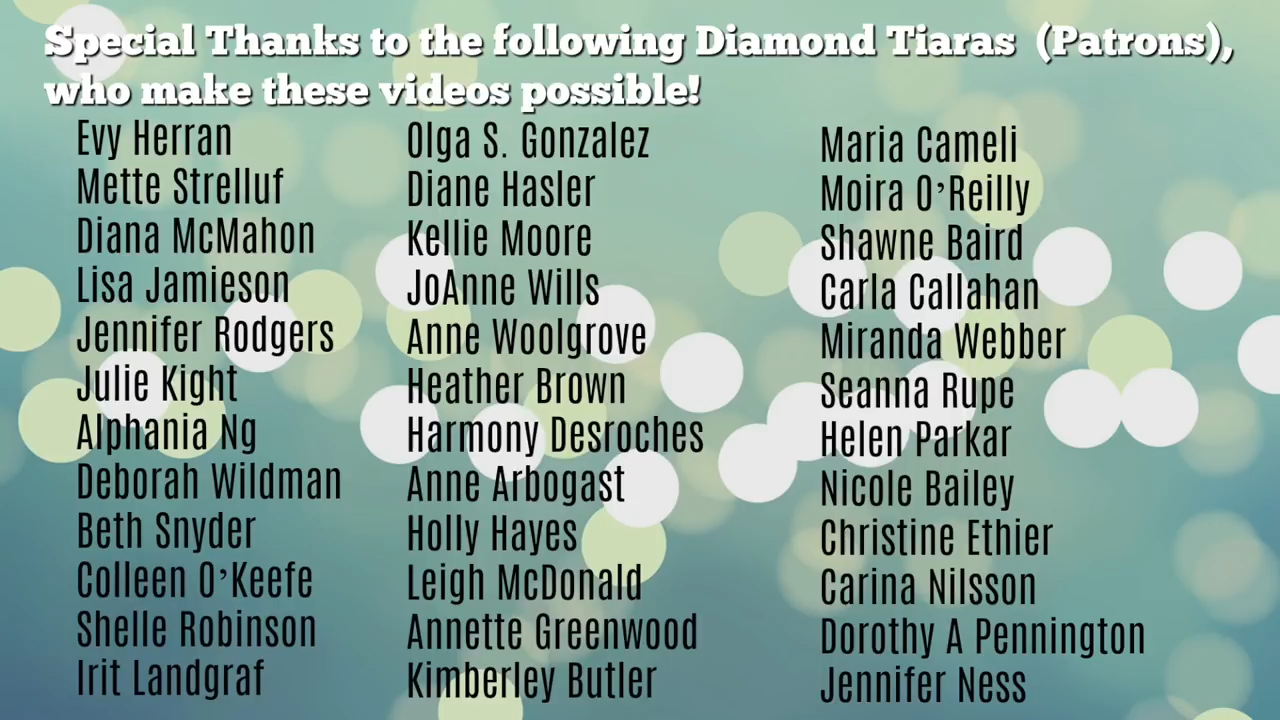 Special Thanks to the following Diamond Tiaras (Patrons),
who make these videos possible!
Evy Herran
Mette Strelluf
Diana McMahon
Lisa Jamieson
Jennifer Rodgers
Julie Kight
Alphania Ng
Deborah Wildman
Beth Snyder
Colleen O’Keefe
Shelle Robinson
Irit Landgraf
Olga S. Gonzalez
Diane Hasler
Kellie Moore
JoAnne Wills
Anne Woolgrove
Heather Brown
Harmony Desroches
Anne Arbogast
Holly Hayes
Leigh McDonald
Annette Greenwood
Kimberley Butler
Maria Cameli
Moira O’Reilly
Shawne Baird
Carla Callahan
Miranda Webber
Seanna Rupe
Helen Parkar
Nicole Bailey
Christine Ethier
Carina Nilsson
Dorothy A Pennington
Jennifer Ness